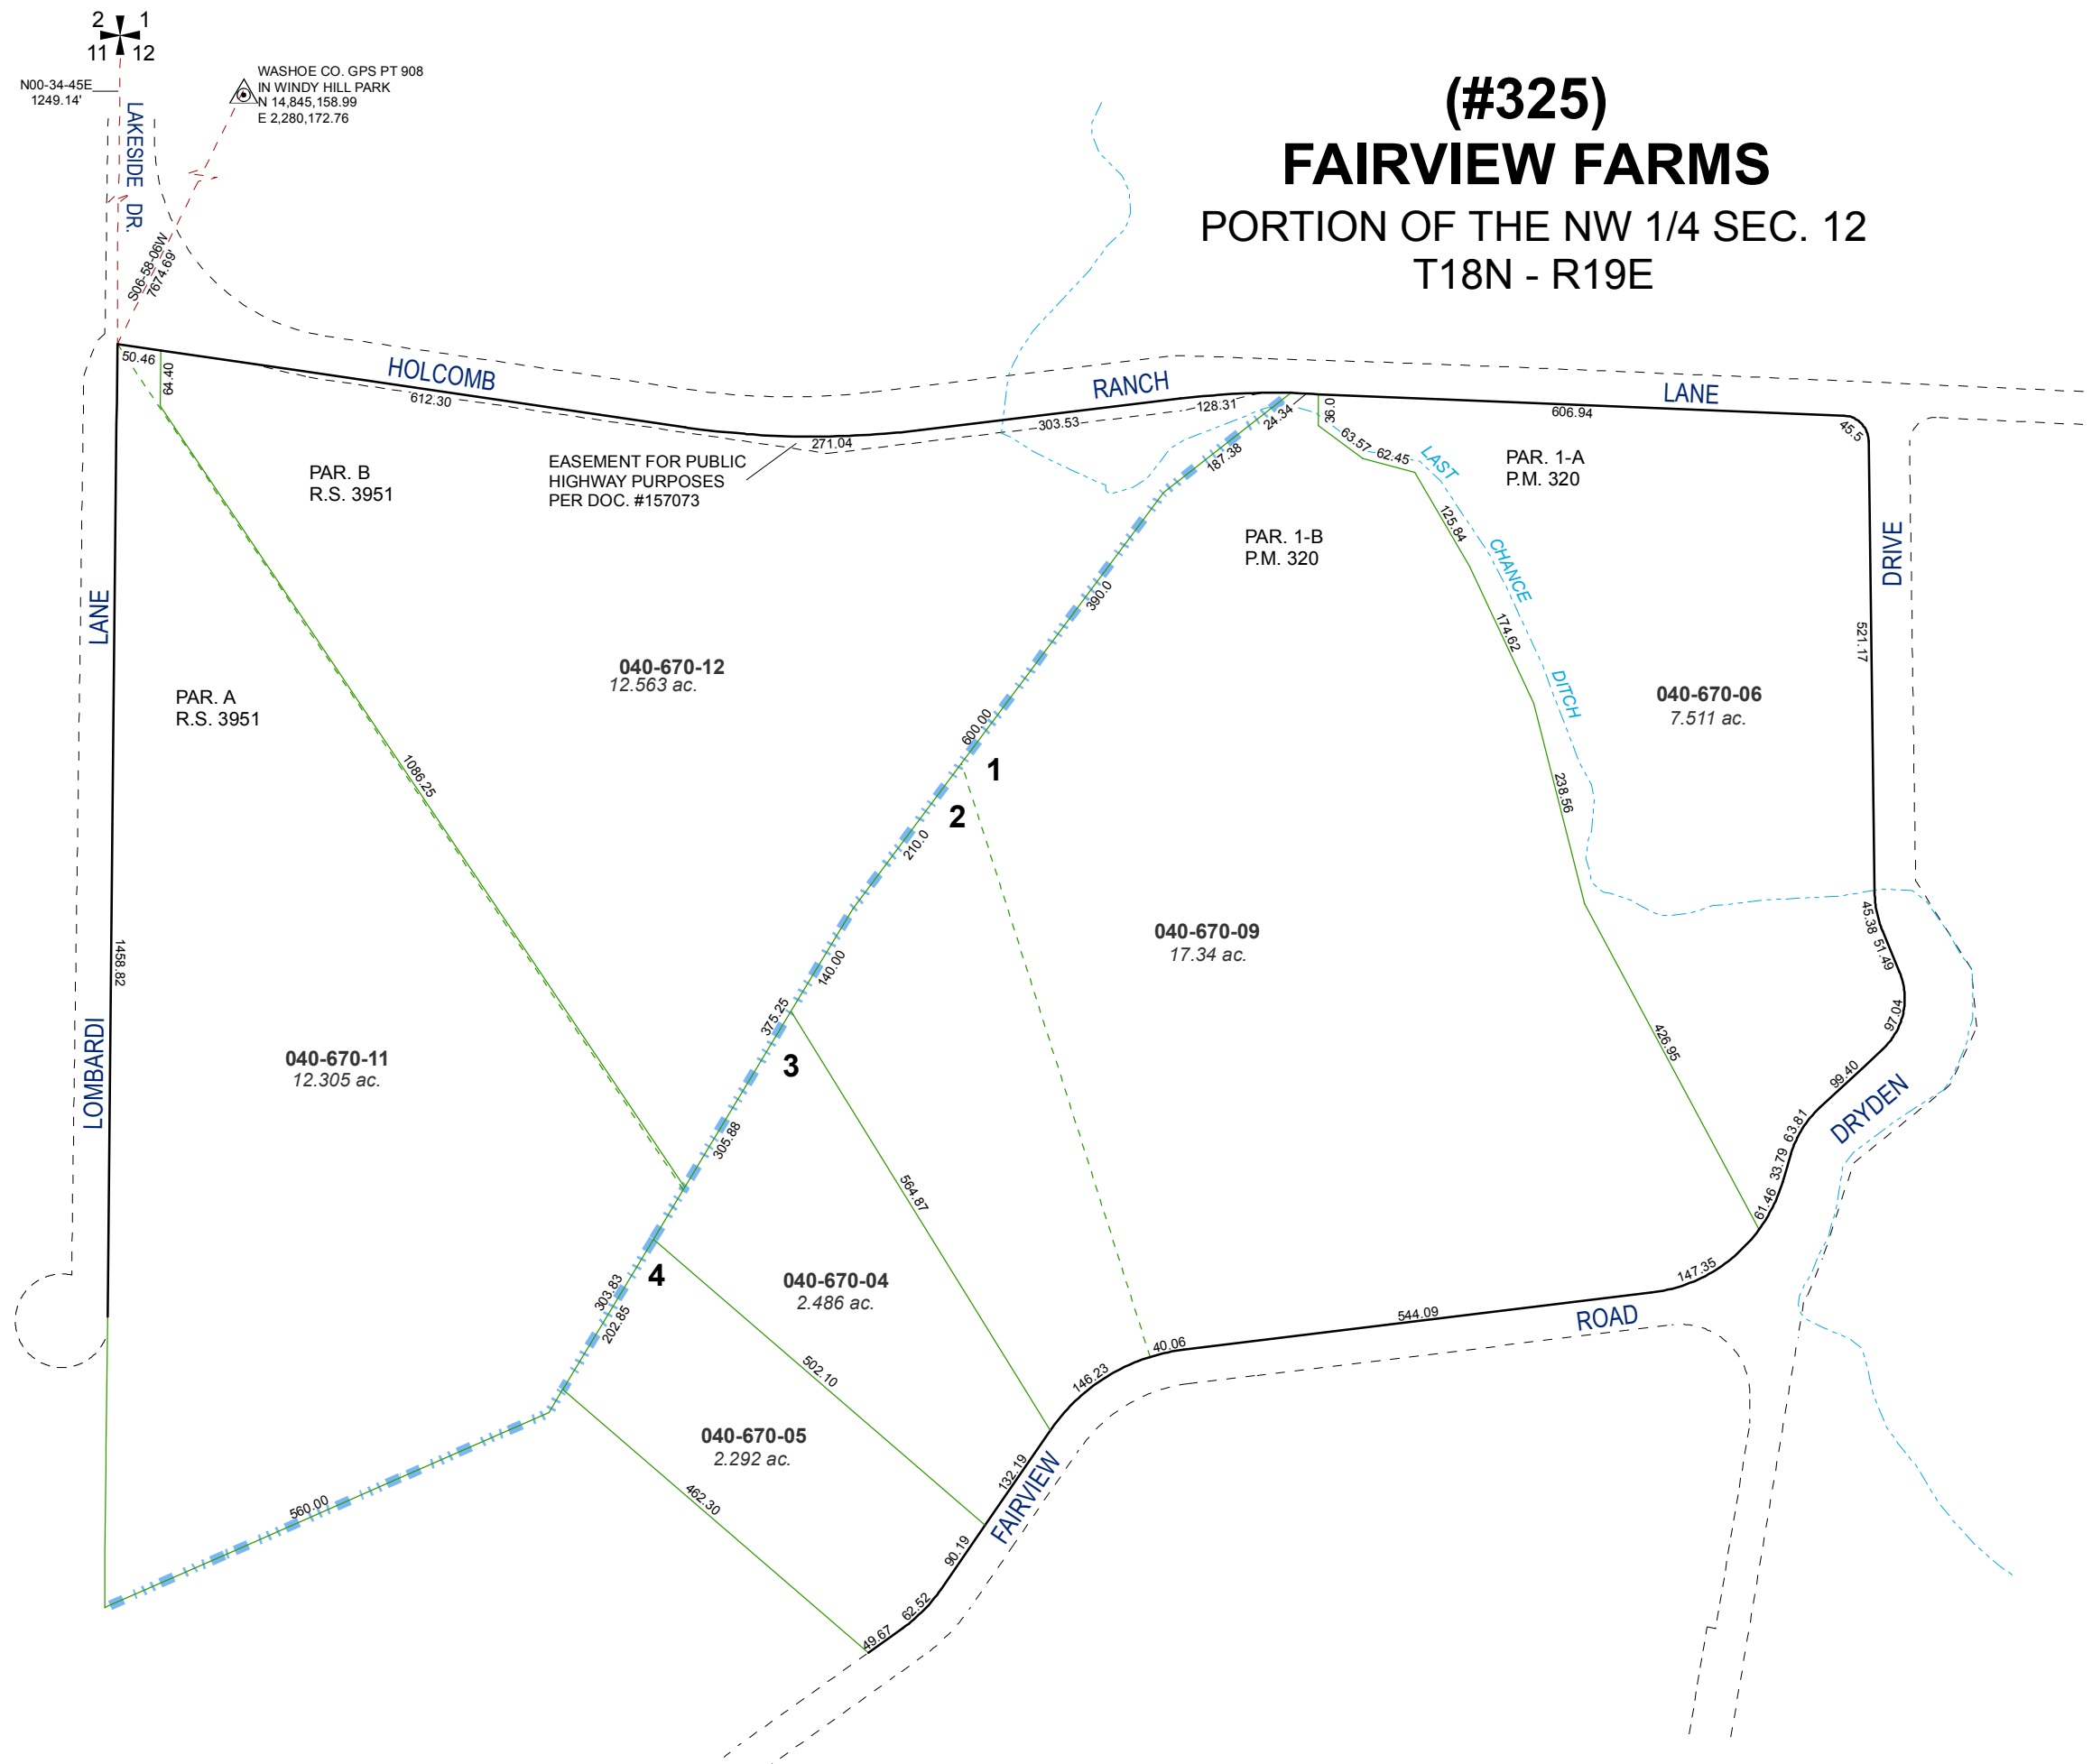 2 1
11 12
N00-34-45E
1249.14'
LAKESIDE DR.
WASHOE CO. GPS PT 908
IN WINDY HILL PARK
N 14,845,158.99
E 2,280,172.76
S06-58-06W
7674.69'
(#325)
FAIRVIEW FARMS
PORTION OF THE NW 1/4 SEC. 12
T18N - R19E
50.46
64.40
HOLCOMB
RANCH
LANE
612.30
271.04
303.53
128.31
24.34
36.0
606.94
45.5
EASEMENT FOR PUBLIC
HIGHWAY PURPOSES
PER DOC. #157073
PAR. B
R.S. 3951
187.38
63.57
62.45
LAST
CHANCE
DITCH
PAR. 1-A
P.M. 320
PAR. 1-B
P.M. 320
125.84
174.62
238.56
426.95
DRIVE
521.17
390.0
600.00
LANE
040-670-12
12.563 ac.
PAR. A
R.S. 3951
040-670-06
7.511 ac.
1086.25
1
2
210.0
040-670-09
17.34 ac.
1458.82
LOMBARDI
140.00
375.25
3
45.38
51.49
97.04
99.40
DRYDEN
63.81
33.79
61.46
040-670-11
12.305 ac.
305.88
564.87
4
303.83
202.85
040-670-04
2.486 ac.
147.35
544.09
ROAD
40.06
146.23
502.10
040-670-05
2.292 ac.
132.19
FAIRVIEW
462.30
560.00
90.19
62.52
49.67